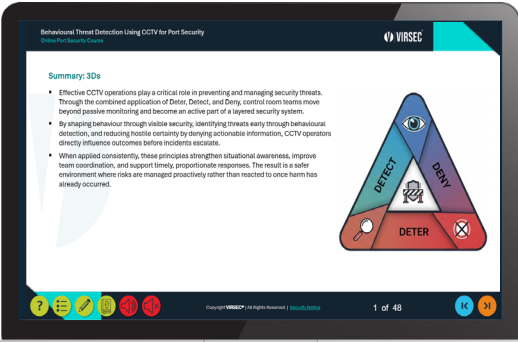 Behavioural Threat Detection Using CCTV for Port Security
Online Port Security Course
VIRSEC
Summary: 3Ds
Effective CCTV operations play a critical role in preventing and managing security threats.
Through the combined application of Deter, Detect, and Deny, control room teams move
beyond passive monitoring and become an active part of a layered security system.
By shaping behaviour through visible security, identifying threats early through behavioural
detection, and reducing hostile certainty by denying actionable information, CCTV operators
directly influence outcomes before incidents escalate.
When applied consistently, these principles strengthen situational awareness, improve
team coordination, and support timely, proportionate responses. The result is a safer
environment where risks are managed proactively rather than reacted to once harm has
already occurred.
DETECT
DENY
DETER
?
Copyright VIRSEC® | All Rights Reserved | Security Notice
1 of 48